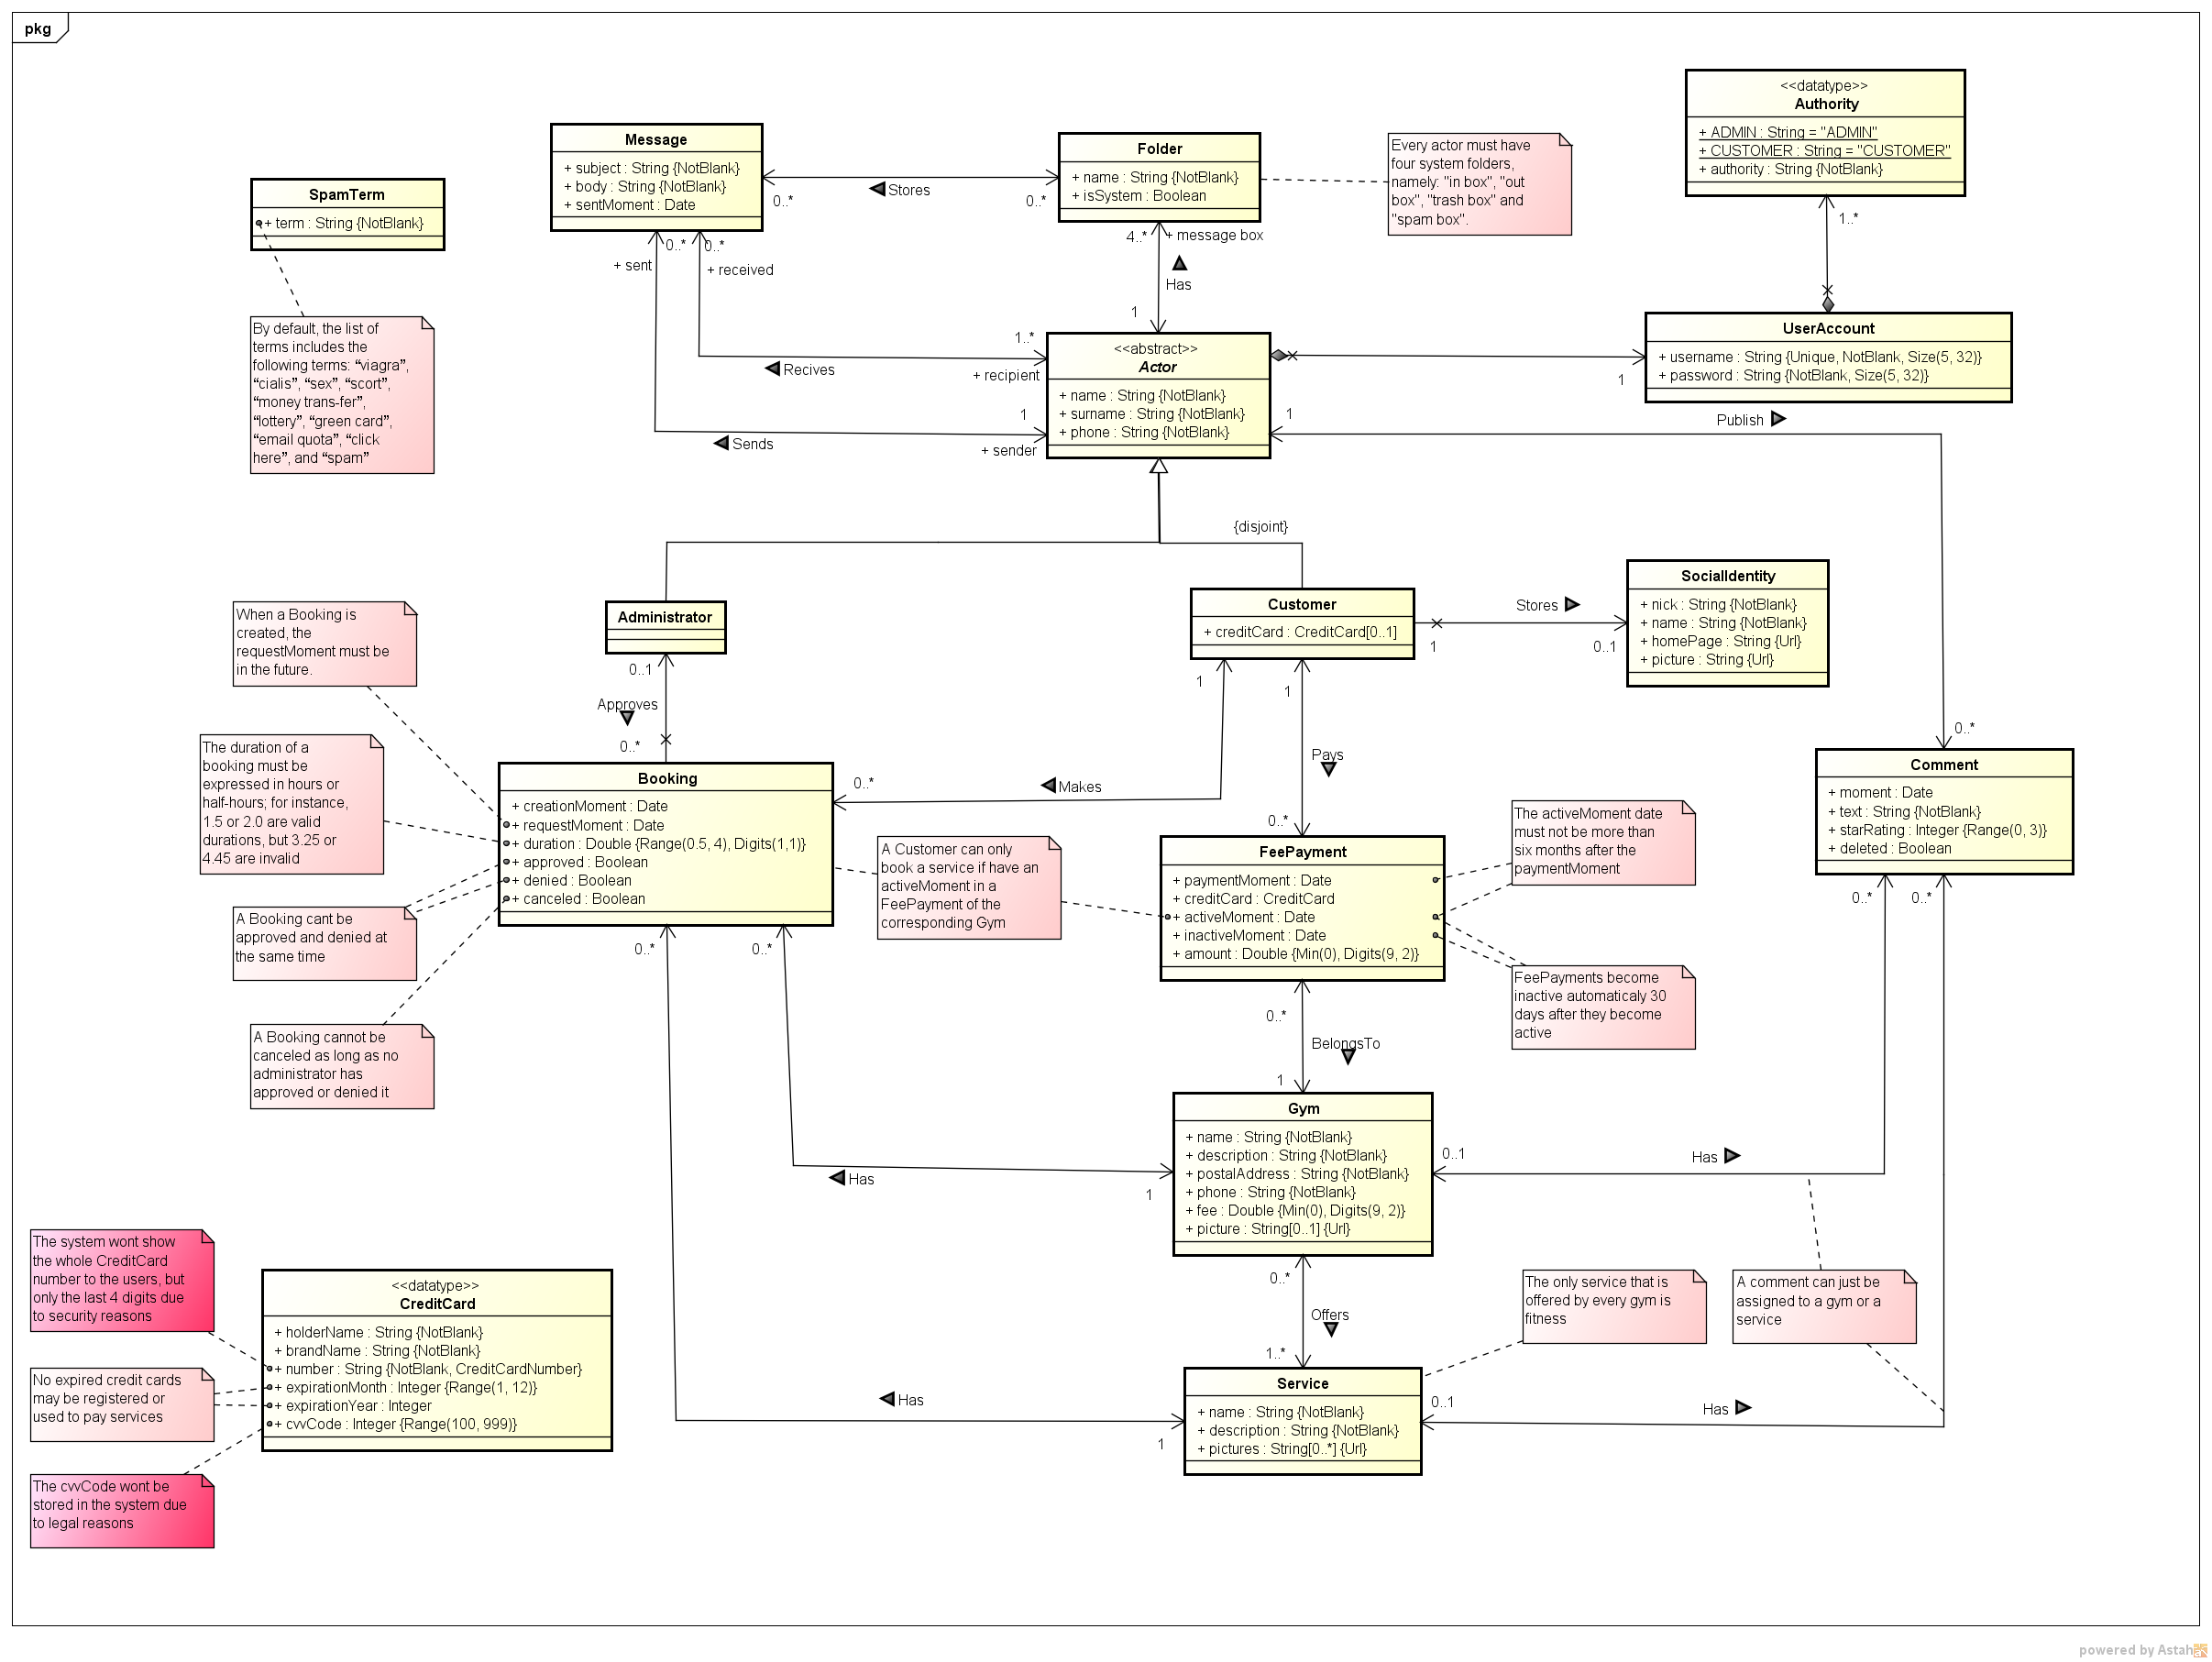 pkg
<<datatype>>
Authority
+ ADMIN : String = "ADMIN"
+ CUSTOMER : String = "CUSTOMER"
+ authority : String {NotBlank}
Message
+ subject : String {NotBlank}
+ body : String {NotBlank}
+ sentMoment : Date
Folder
+ name : String {NotBlank}
+ isSystem : Boolean
Every actor must have
four system folders,
namely: "in box", "out
box", "trash box" and
"spam box".
SpamTerm
+ term : String {NotBlank}
Stores
0..*
0..*
1..*
0..*
0..*
+ sent
+ received
4..*
+ message box
Has
1
By default, the list of
terms includes the
following terms: “viagra”,
“cialis”, “sex”, “scort”,
“money trans-fer”,
“lottery”, “green card”,
“email quota”, “click
here”, and “spam”
UserAccount
+ username : String {Unique, NotBlank, Size(5, 32)}
+ password : String {NotBlank, Size(5, 32)}
1
<<abstract>>
Actor
+ name : String {NotBlank}
+ surname : String {NotBlank}
+ phone : String {NotBlank}
1..*
Recives
+ recipient
1
Sends
+ sender
1
Publish
{disjoint}
Administrator
Customer
+ creditCard : CreditCard[0..1]
Stores
1
0..1
SocialIdentity
+ nick : String {NotBlank}
+ name : String {NotBlank}
+ homePage : String {Url}
+ picture : String {Url}
When a Booking is
created, the
requestMoment must be
in the future.
0..1
Approves
0..*
1
1
Pays
Makes
0..*
0..*
0..*
The duration of a
booking must be
expressed in hours or
half-hours; for instance,
1.5 or 2.0 are valid
durations, but 3.25 or
4.45 are invalid
Booking
+ creationMoment : Date
+ requestMoment : Date
+ duration : Double {Range(0.5, 4), Digits(1,1)}
+ approved : Boolean
+ denied : Boolean
+ canceled : Boolean
A Customer can only
book a service if have an
activeMoment in a
FeePayment of the
corresponding Gym
FeePayment
+ paymentMoment : Date
+ creditCard : CreditCard
+ activeMoment : Date
+ inactiveMoment : Date
+ amount : Double {Min(0), Digits(9, 2)}
The activeMoment date
must not be more than
six months after the
paymentMoment
Comment
+ moment : Date
+ text : String {NotBlank}
+ starRating : Integer {Range(0, 3)}
+ deleted : Boolean
A Booking cant be
approved and denied at
the same time
0..*
0..*
0..*
0..*
FeePayments become
inactive automaticaly 30
days after they become
active
A Booking cannot be
canceled as long as no
administrator has
approved or denied it
0..*
BelongsTo
1
Gym
+ name : String {NotBlank}
+ description : String {NotBlank}
+ postalAddress : String {NotBlank}
+ phone : String {NotBlank}
+ fee : Double {Min(0), Digits(9, 2)}
+ picture : String[0..1] {Url}
Has
1
0..1
Has
The system wont show
the whole CreditCard
number to the users, but
only the last 4 digits due
to security reasons
<<datatype>>
CreditCard
+ holderName : String {NotBlank}
+ brandName : String {NotBlank}
+ number : String {NotBlank, CreditCardNumber}
+ expirationMonth : Integer {Range(1, 12)}
+ expirationYear : Integer
+ cvvCode : Integer {Range(100, 999)}
0..*
Offers
1..*
The only service that is
offered by every gym is
fitness
A comment can just be
assigned to a gym or a
service
No expired credit cards
may be registered or
used to pay services
Service
+ name : String {NotBlank}
+ description : String {NotBlank}
+ pictures : String[0..*] {Url}
Has
1
0..1
Has
The cvvCode wont be
stored in the system due
to legal reasons
powered by Astah